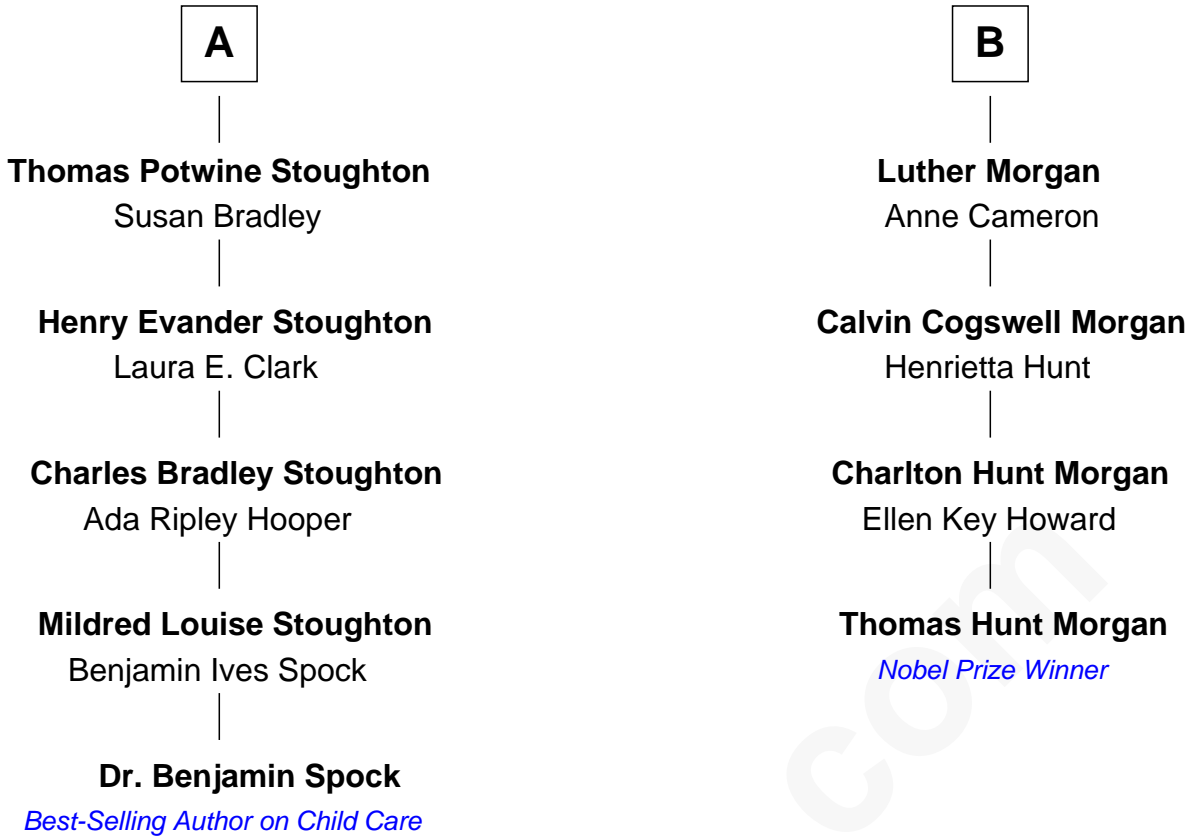 A
Thomas Potwine Stoughton
Susan Bradley
Henry Evander Stoughton
Laura E. Clark
Charles Bradley Stoughton
Ada Ripley Hooper
Mildred Louise Stoughton
Benjamin Ives Spock
Dr. Benjamin Spock
Best-Selling Author on Child Care
B
Luther Morgan
Anne Cameron
Calvin Cogswell Morgan
Henrietta Hunt
Charlton Hunt Morgan
Ellen Key Howard
Thomas Hunt Morgan
Nobel Prize Winner
com